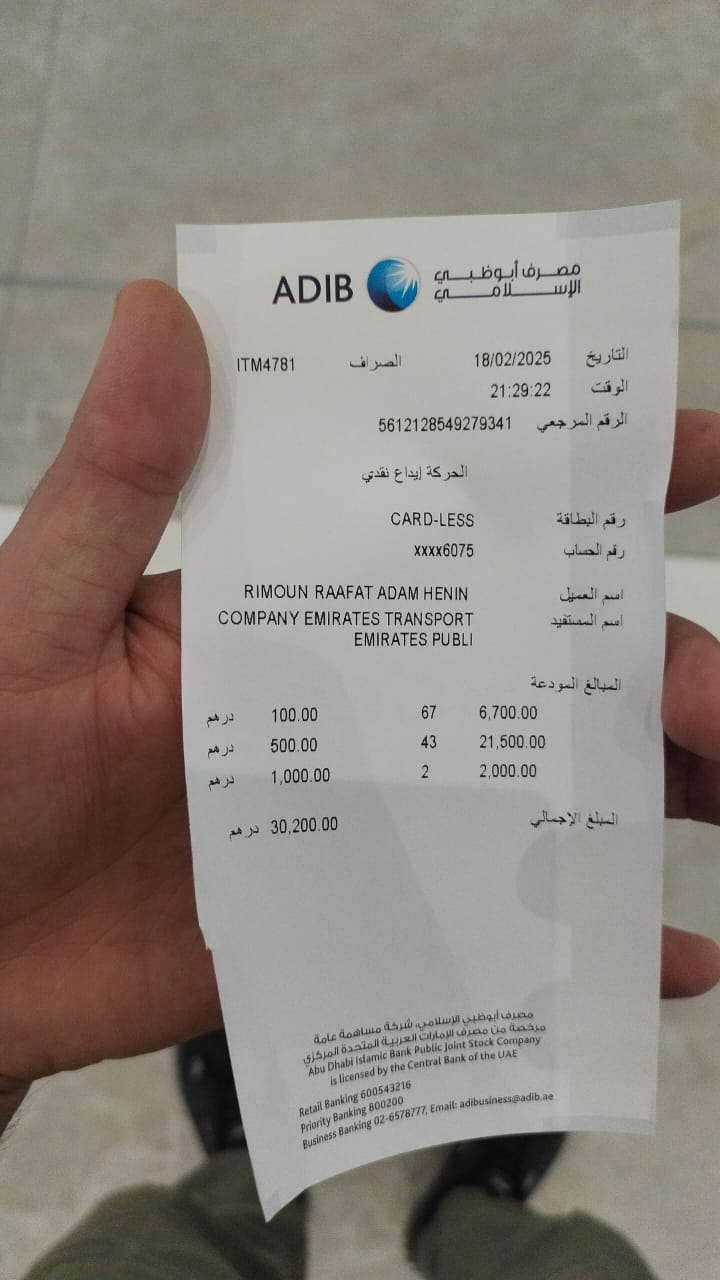 ADIB مصرف أبوظبي
الإسلامي
التاريخ 18/02/2025 الصراف ITM4781
الوقت 21:29:22
الرقم المرجعي 5612128549279341
الحركة إيداع نقدي
رقم البطاقة CARD-LESS
رقم الحساب xxxx6075
اسم العميل RIMOUN RAAFAT ADAM HENIN
اسم المستفيد COMPANY EMIRATES TRANSPORT
EMIRATES PUBLI
المبالغ المودعة
درهم 100.00 67 6,700.00
درهم 500.00 43 21,500.00
درهم 1,000.00 2 2,000.00
المبلغ الإجمالي 30,200.00 درهم
مصرف أبوظبي الإسلامي، شركة مساهمة عامة
مرخصة من مصرف الإمارات العربية المتحدة المركزي
Abu Dhabi Islamic Bank Public Joint Stock Company
is licensed by the Central Bank of the UAE
Retail Banking 600543216
Priority Banking 800200
Business Banking 02-6578777, Email: adibusiness@adib.ae